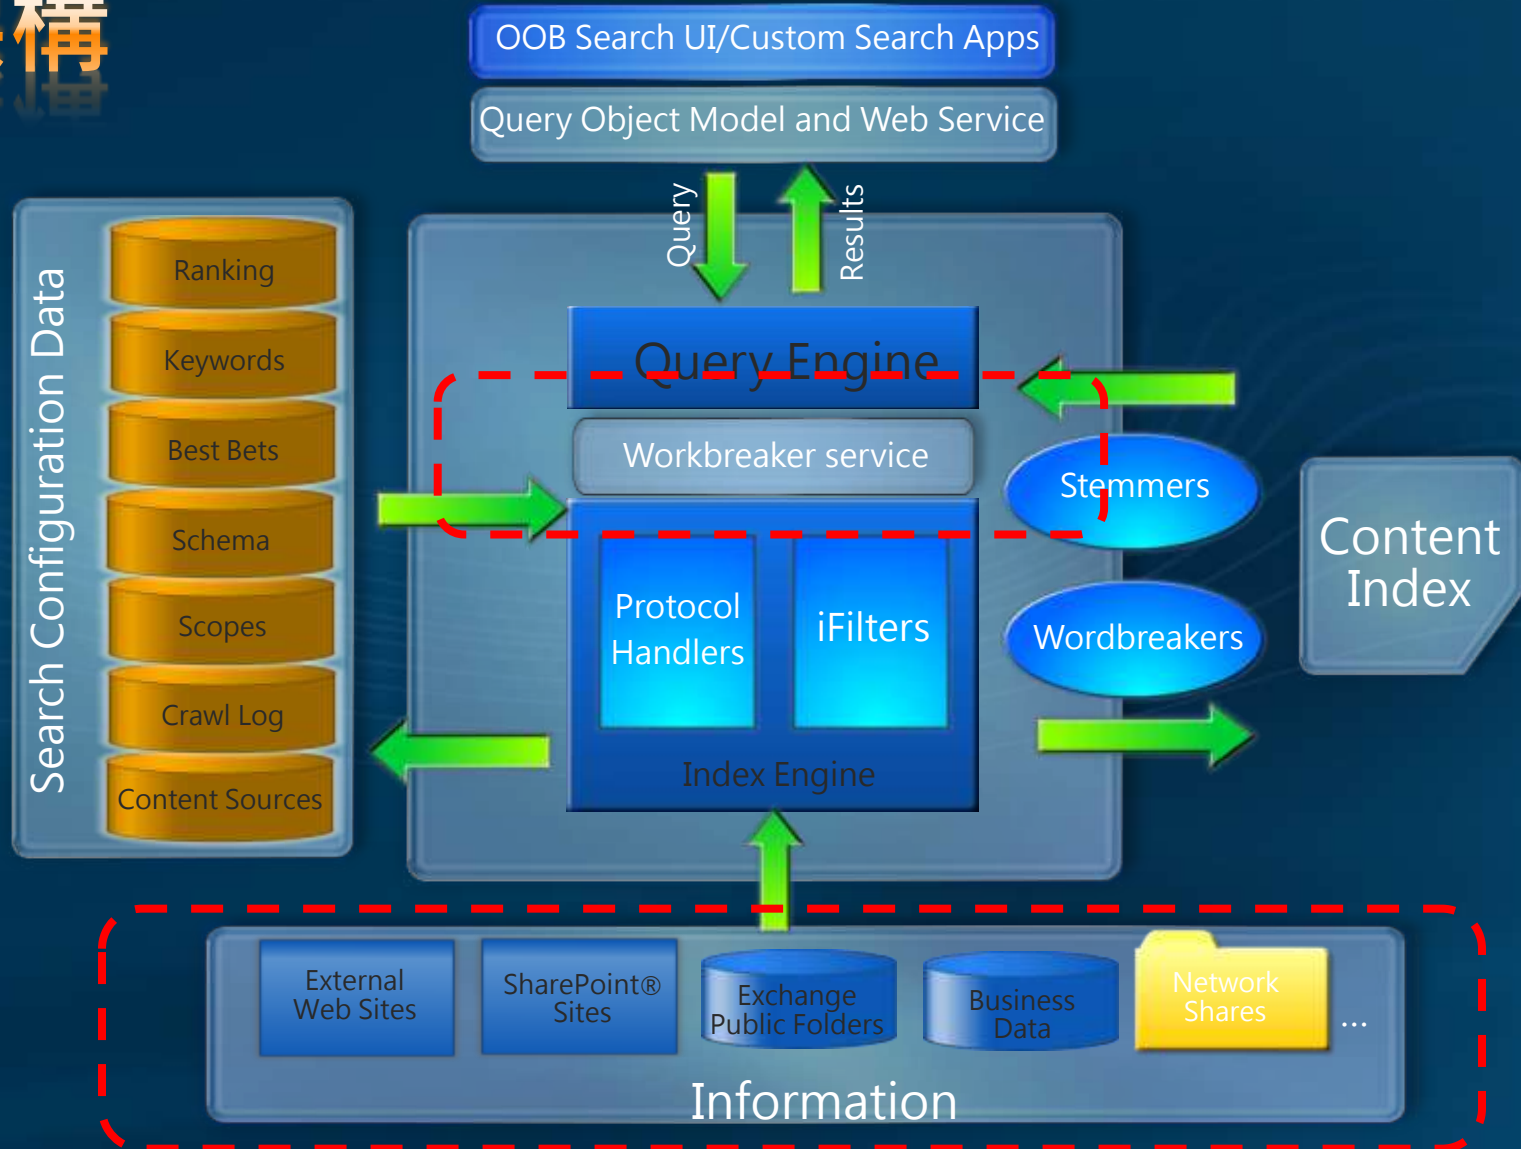 構
OOB Search UI/Custom Search Apps
Query Object Model and Web Service
Query
Results
Search Configuration Data
Ranking
Keywords
Best Bets
Schema
Scopes
Crawl Log
Content Sources
Query Engine
Workbreaker service
Protocol
Handlers
iFilters
Index Engine
Stemmers
Wordbreakers
Content
Index
External
Web Sites
SharePoint®
Sites
Exchange
Public Folders
Business
Data
Network
Shares
...
Information